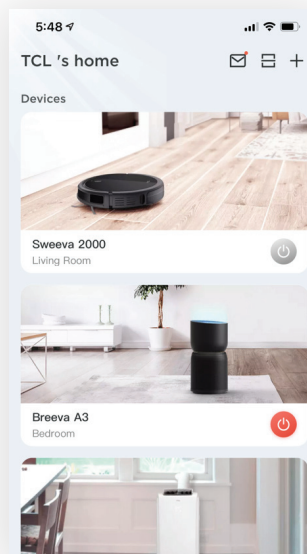 5:48
TCL 's home
Devices
Sweeva 2000
Living Room
Breeva A3
Bedroom